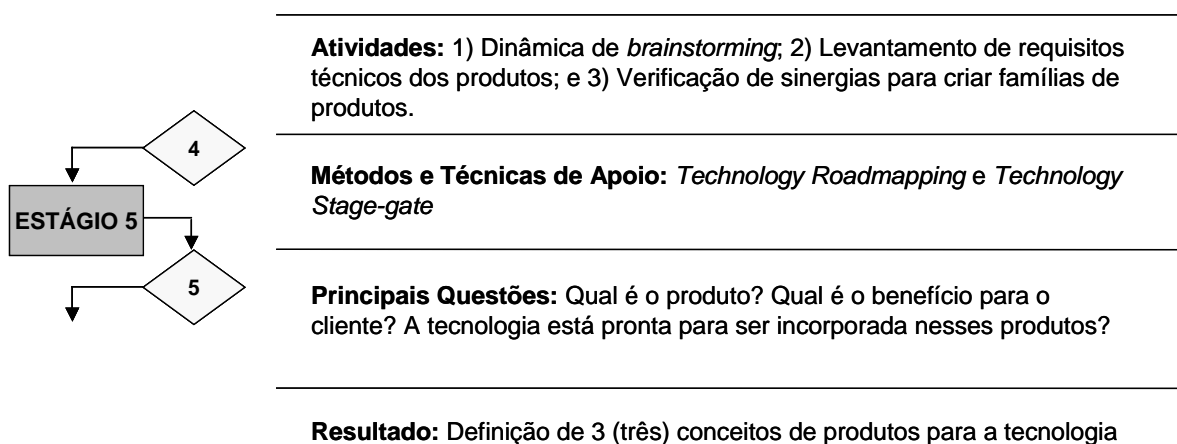 Atividades: 1) Dinâmica de brainstorming; 2) Levantamento de requisitos
técnicos dos produtos; e 3) Verificação de sinergias para criar famílias de
produtos.
4
Métodos e Técnicas de Apoio: Technology Roadmapping e Technology
Stage-gate
ESTÁGIO 5
5
Principais Questões: Qual é o produto? Qual é o benefício para o
cliente? A tecnologia está pronta para ser incorporada nesses produtos?
Resultado: Definição de 3 (três) conceitos de produtos para a tecnologia